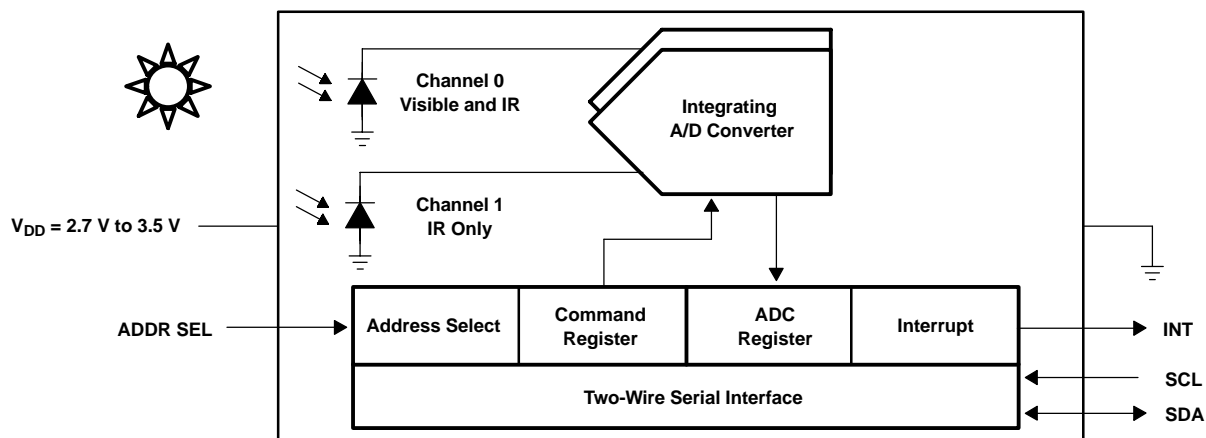 Channel 0
Visible and IR
Integrating
A/D Converter
Channel 1
IR Only
VDD = 2.7 V to 3.5 V
ADDR SEL
Address Select
Command
Register
ADC
Register
Interrupt
INT
SCL
Two-Wire Serial Interface
SDA